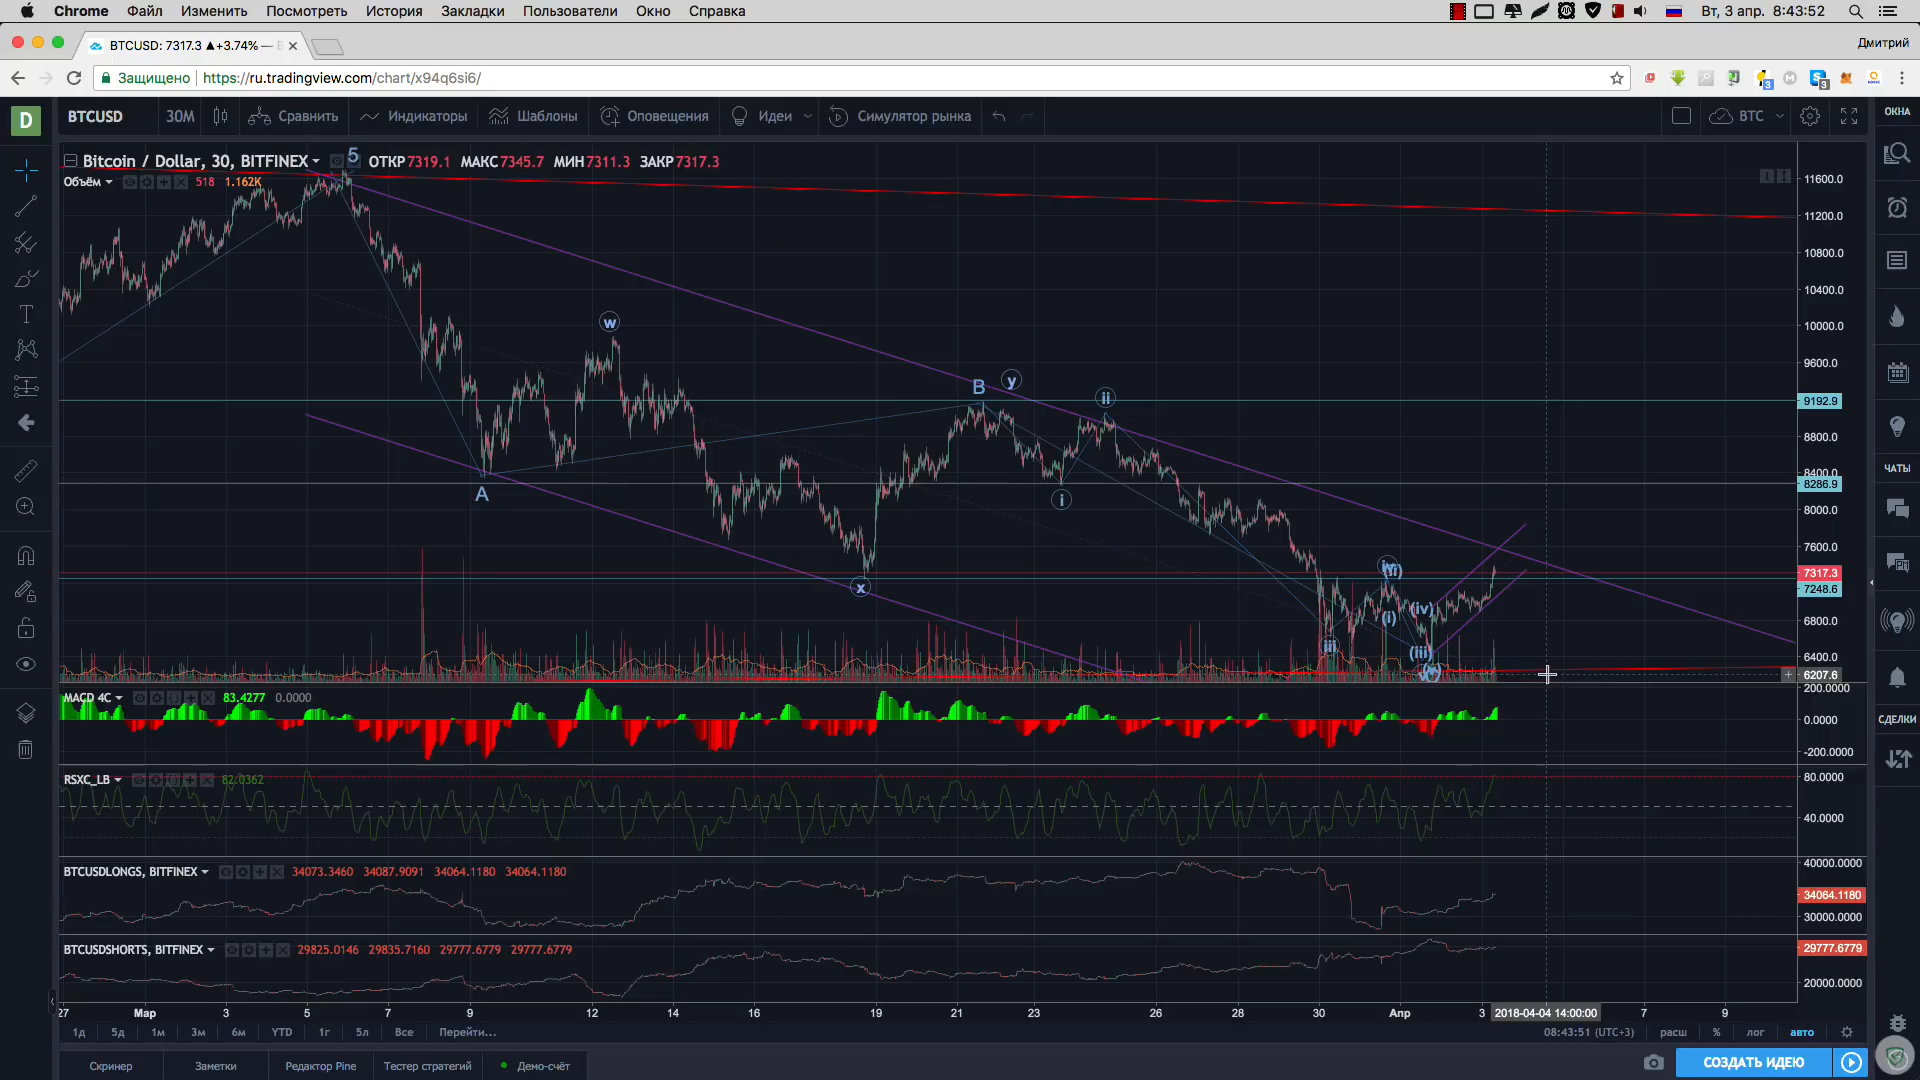 Chrome Файл Изменить Посмотреть История Закладки Пользователи Окно Справка Вт, 3 апр. 8:43:52
BTCUSD: 7317.3 ▲+3.74% — Дмитрий
Защищено https://ru.tradingview.com/chart/x94q6si6/
D BTCUSD 30М Сравнить Индикаторы Шаблоны Оповещения Идеи Симулятор рынка BTC ОКНА
Bitcoin / Dollar, 30, BITFINEX ОТКР 7319.1 МАКС 7345.7 МИН 7311.3 ЗАКР 7317.3
Объём 518 1.162K
5
11600.0
11200.0
10800.0
10400.0
10000.0
9600.0
9192.9
8800.0
8400.0
8286.9
8000.0
7600.0
7317.3
7248.6
6800.0
6400.0
6207.6
w
B y
ii
A i
x
(i)
(iv)
iii (iii)
ЧАТЫ
СДЕЛКИ
MACD 4C 83.4277 0.0000
200.0000
0.0000
-200.0000
RSXC_LB 82.0362
80.0000
40.0000
BTCUSDLONGS, BITFINEX 34073.3460 34087.9091 34064.1180 34064.1180
40000.0000
34064.1180
30000.0000
BTCUSDSHORTS, BITFINEX 29825.0146 29835.7160 29777.6779 29777.6779
29777.6779
20000.0000
27 Мар 3 5 7 9 12 14 16 19 21 23 26 28 30 Апр 3 2018-04-04 14:00:00 7 9
1д 5д 1м 3м 6м YTD 1г 5л Все Перейти... 08:43:51 (UTC+3) расш % лог авто
Скринер Заметки Редактор Pine Тестер стратегий Демо-счёт СОЗДАТЬ ИДЕЮ